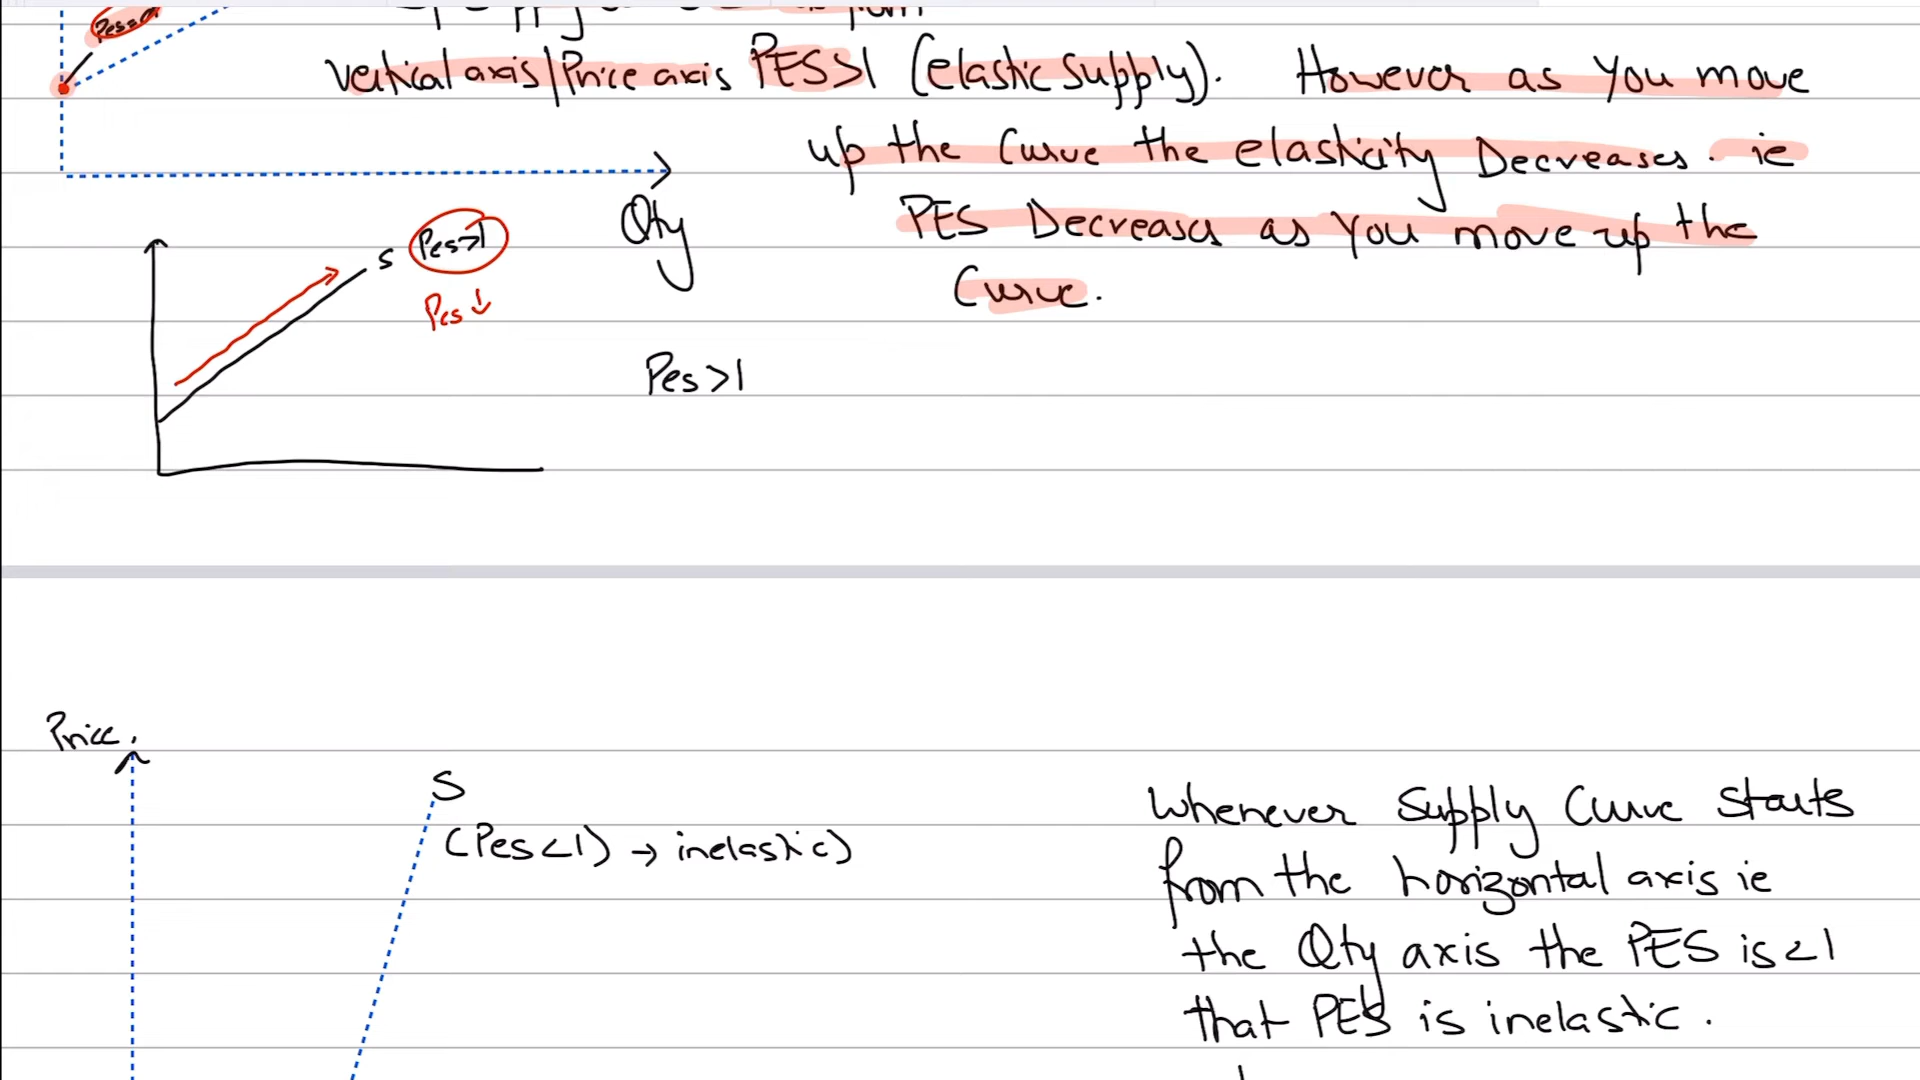 vertical axis/Price axis PES>1 (elastic supply). However as you move
up the curve the elasticity Decreases. ie
PES Decreases as you move up the
Curve.
Qty
S Pes>1
Pes↓
Pes>1
Price.
S
(Pes<1) → inelastic)
Whenever supply Curve starts
from the horizontal axis ie
the Qty axis the PES is <1
that PES is inelastic.